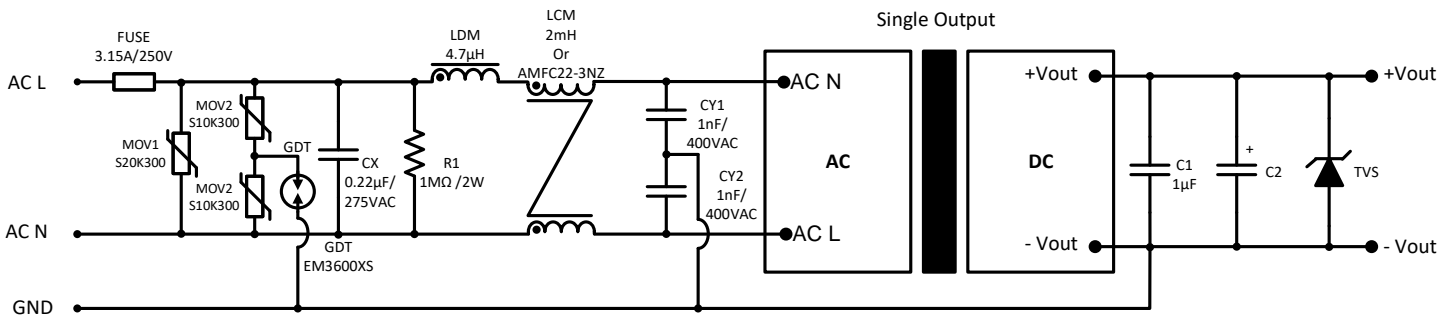 Single Output
FUSE
3.15A/250V
LDM
4.7µH
LCM
2mH
Or
AMFC22-3NZ
AC L
AC N
+Vout
+Vout
MOV2
S10K300
MOV1
S20K300
GDT
CX
0.22µF/
275VAC
R1
1MΩ /2W
CY1
1nF/
400VAC
AC
DC
C1
1µF
+
C2
TVS
MOV2
S10K300
CY2
1nF/
400VAC
AC N
AC L
- Vout
- Vout
GDT
EM3600XS
GND